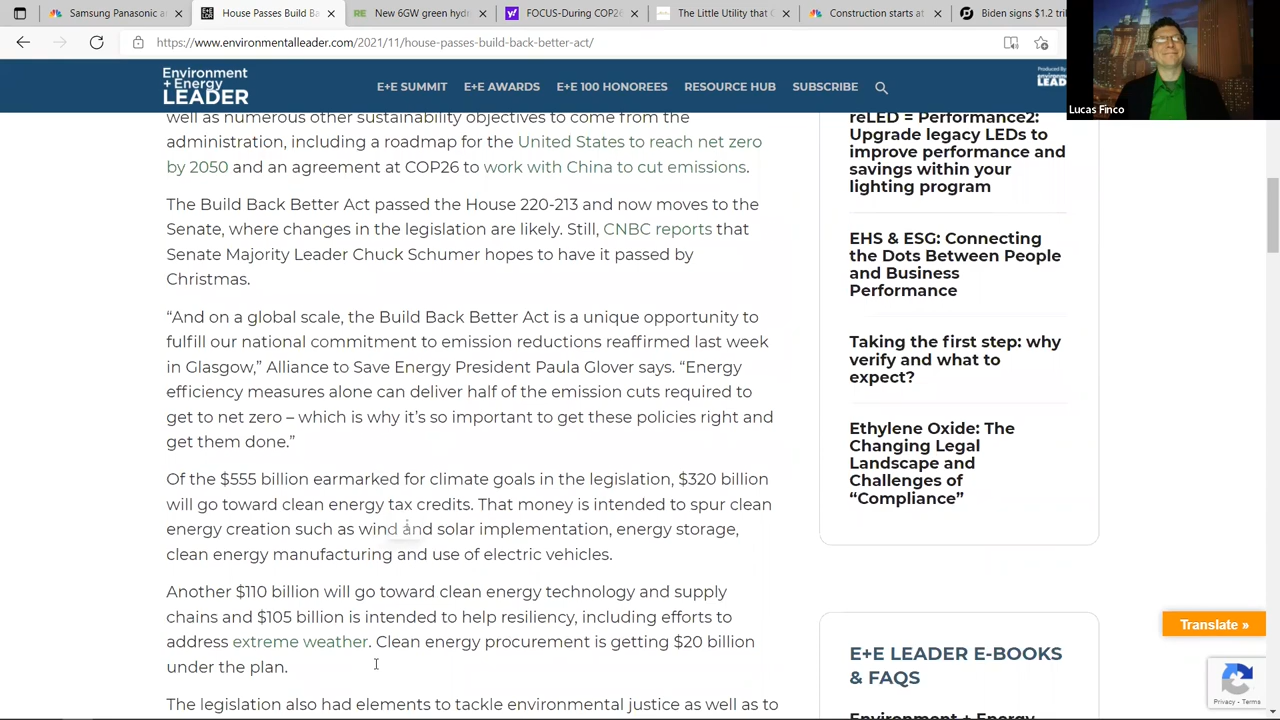 Samsung Panasonic a
House Passes Build Ba
New 6GW green hydr
FOCUS-During COP26
The Little Utility that C
Construction starts at
Biden signs $1.2 tri
https://www.environmentalleader.com/2021/11/house-passes-build-back-better-act/
Lucas Finco
Environment
+ Energy
LEADER
E+E SUMMIT
E+E AWARDS
E+E 100 HONOREES
RESOURCE HUB
SUBSCRIBE
Produced By
LEAD
well as numerous other sustainability objectives to come from the
administration, including a roadmap for the United States to reach net zero
by 2050 and an agreement at COP26 to work with China to cut emissions.
The Build Back Better Act passed the House 220-213 and now moves to the
Senate, where changes in the legislation are likely. Still, CNBC reports that
Senate Majority Leader Chuck Schumer hopes to have it passed by
Christmas.
“And on a global scale, the Build Back Better Act is a unique opportunity to
fulfill our national commitment to emission reductions reaffirmed last week
in Glasgow,” Alliance to Save Energy President Paula Glover says. “Energy
efficiency measures alone can deliver half of the emission cuts required to
get to net zero – which is why it’s so important to get these policies right and
get them done.”
Of the $555 billion earmarked for climate goals in the legislation, $320 billion
will go toward clean energy tax credits. That money is intended to spur clean
energy creation such as wind and solar implementation, energy storage,
clean energy manufacturing and use of electric vehicles.
Another $110 billion will go toward clean energy technology and supply
chains and $105 billion is intended to help resiliency, including efforts to
address extreme weather. Clean energy procurement is getting $20 billion
under the plan.
The legislation also had elements to tackle environmental justice as well as to
reLED = Performance2:
Upgrade legacy LEDs to
improve performance and
savings within your
lighting program
EHS & ESG: Connecting
the Dots Between People
and Business
Performance
Taking the first step: why
verify and what to
expect?
Ethylene Oxide: The
Changing Legal
Landscape and
Challenges of
“Compliance”
E+E LEADER E-BOOKS
& FAQS
Environment + Energy
Translate »
Privacy - Terms